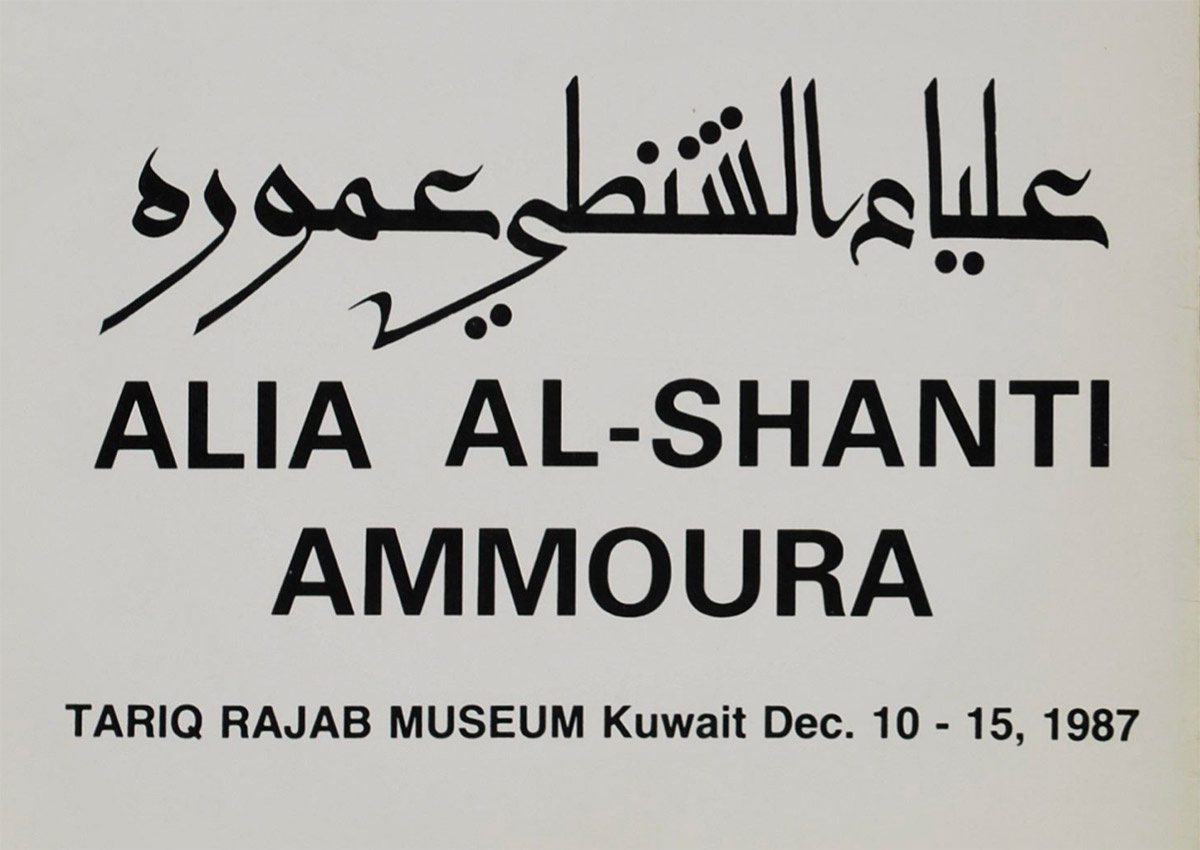 علياء الشنطي عموره
ALIA AL-SHANTI
AMMOURA
TARIQ RAJAB MUSEUM Kuwait Dec. 10 - 15, 1987